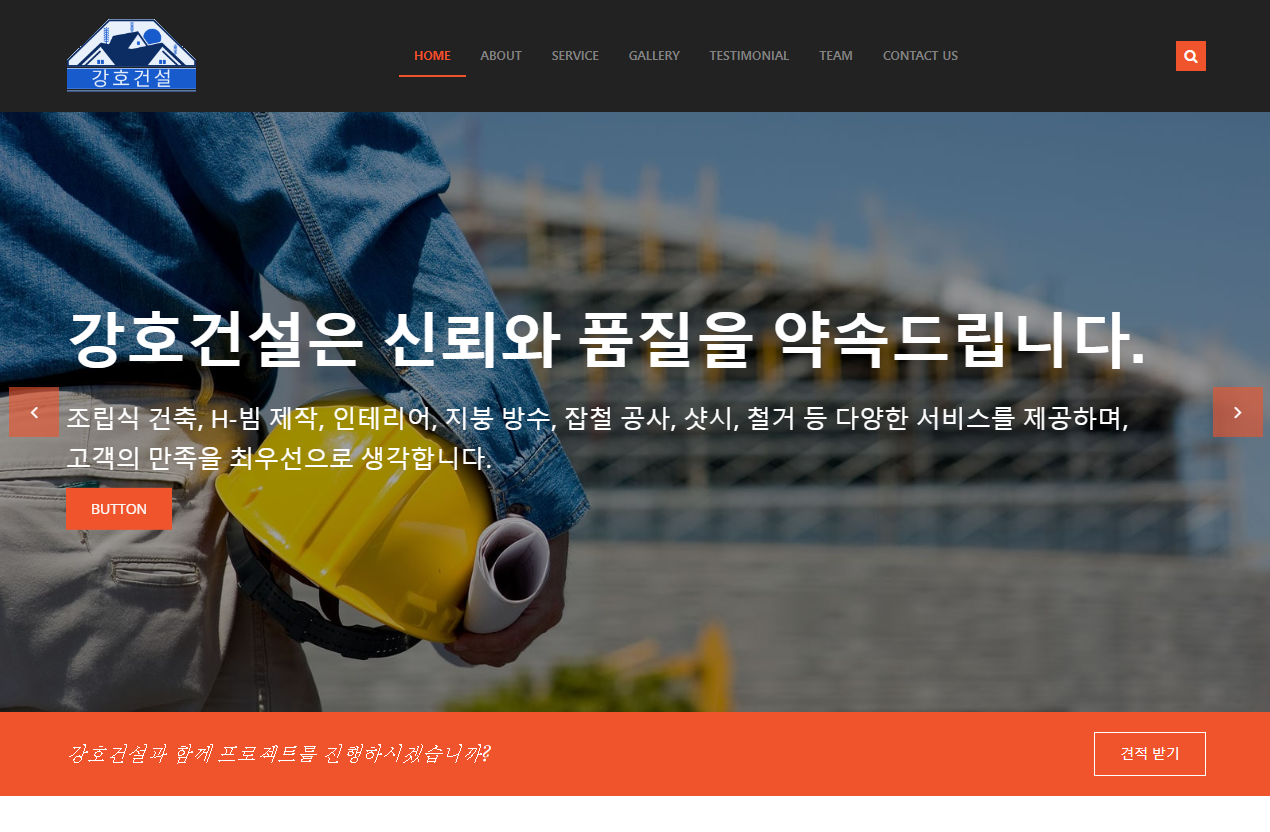 강호건설
HOME ABOUT SERVICE GALLERY TESTIMONIAL TEAM CONTACT US
강호건설은 신뢰와 품질을 약속드립니다.
조립식 건축, H-빔 제작, 인테리어, 지붕 방수, 잡철 공사, 샷시, 철거 등 다양한 서비스를 제공하며,
고객의 만족을 최우선으로 생각합니다.
BUTTON
강호건설과 함께 프로젝트를 진행하시겠습니까?
견적 받기